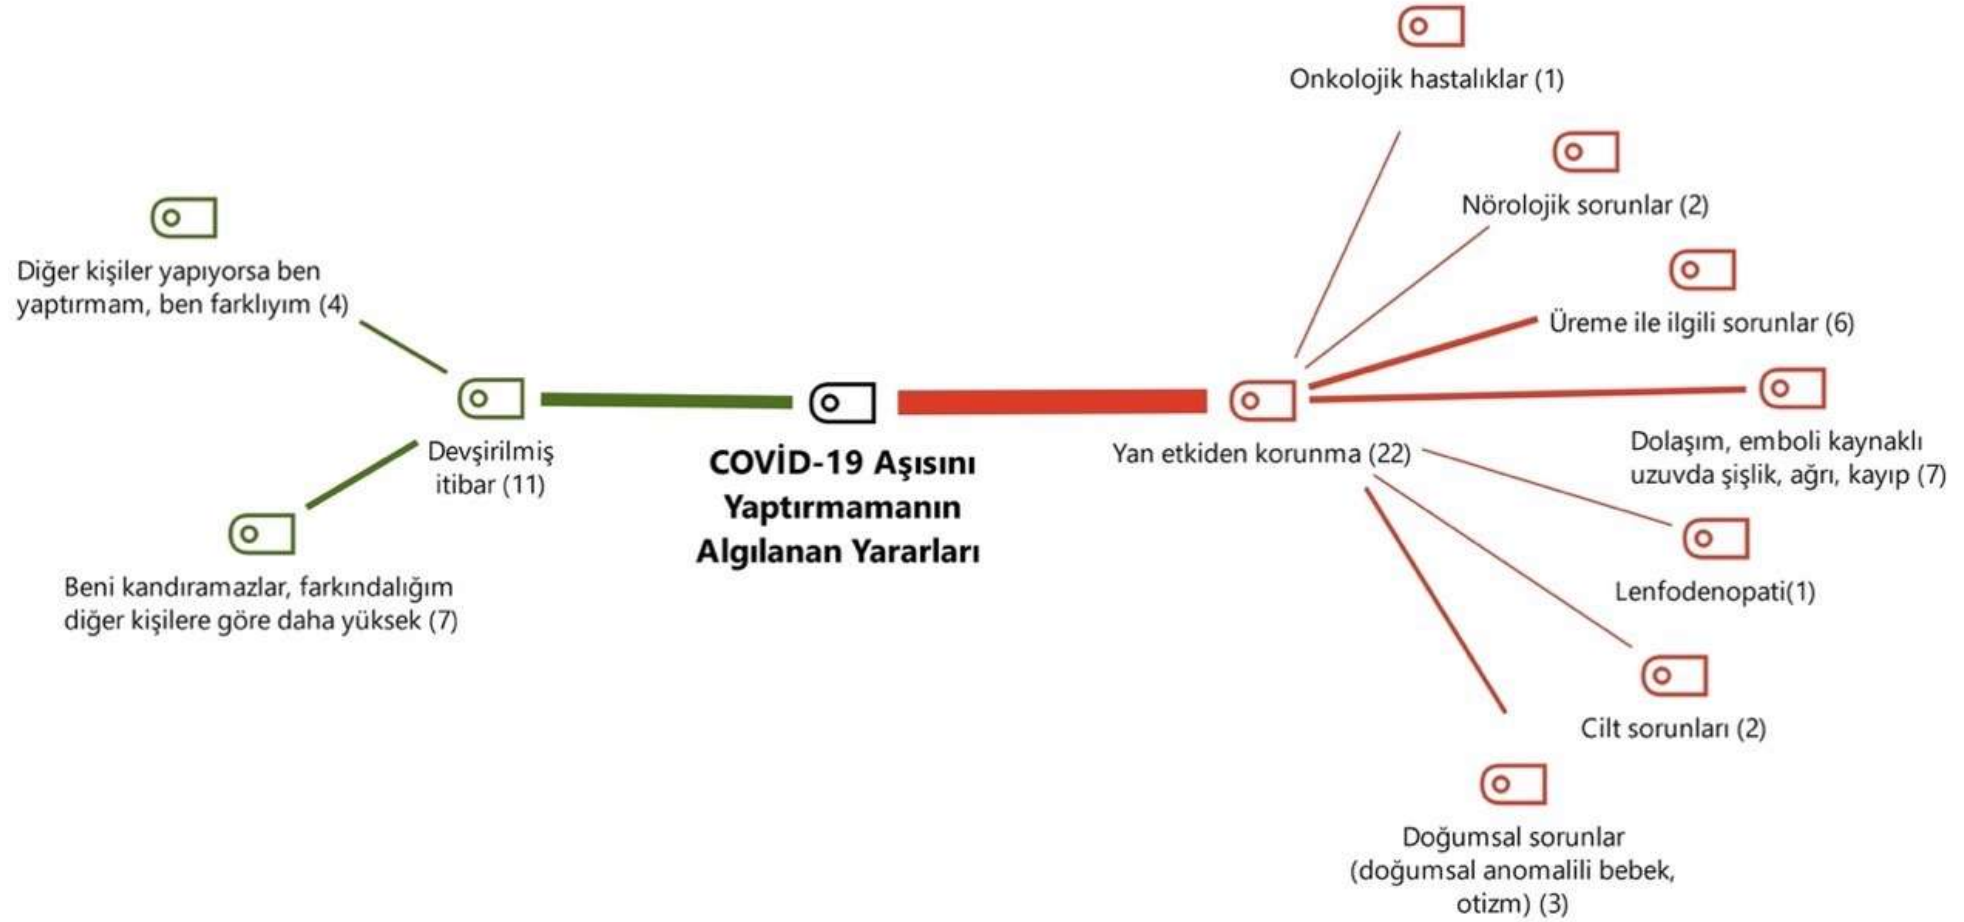 Onkolojik hastalıklar (1)
Nörolojik sorunlar (2)
Diğer kişiler yapıyorsa ben
yaptırmam, ben farklıyım (4)
Üreme ile ilgili sorunlar (6)
Devşirilmiş
itibar (11)
COVİD-19 Aşısını
Yaptırmamanın
Algılanan Yararları
Yan etkiden korunma (22)
Dolaşım, emboli kaynaklı
uzuvda şişlik, ağrı, kayıp (7)
Beni kandıramazlar, farkındalığım
diğer kişilere göre daha yüksek (7)
Lenfodenopati(1)
Cilt sorunları (2)
Doğumsal sorunlar
(doğumsal anomalili bebek,
otizm) (3)